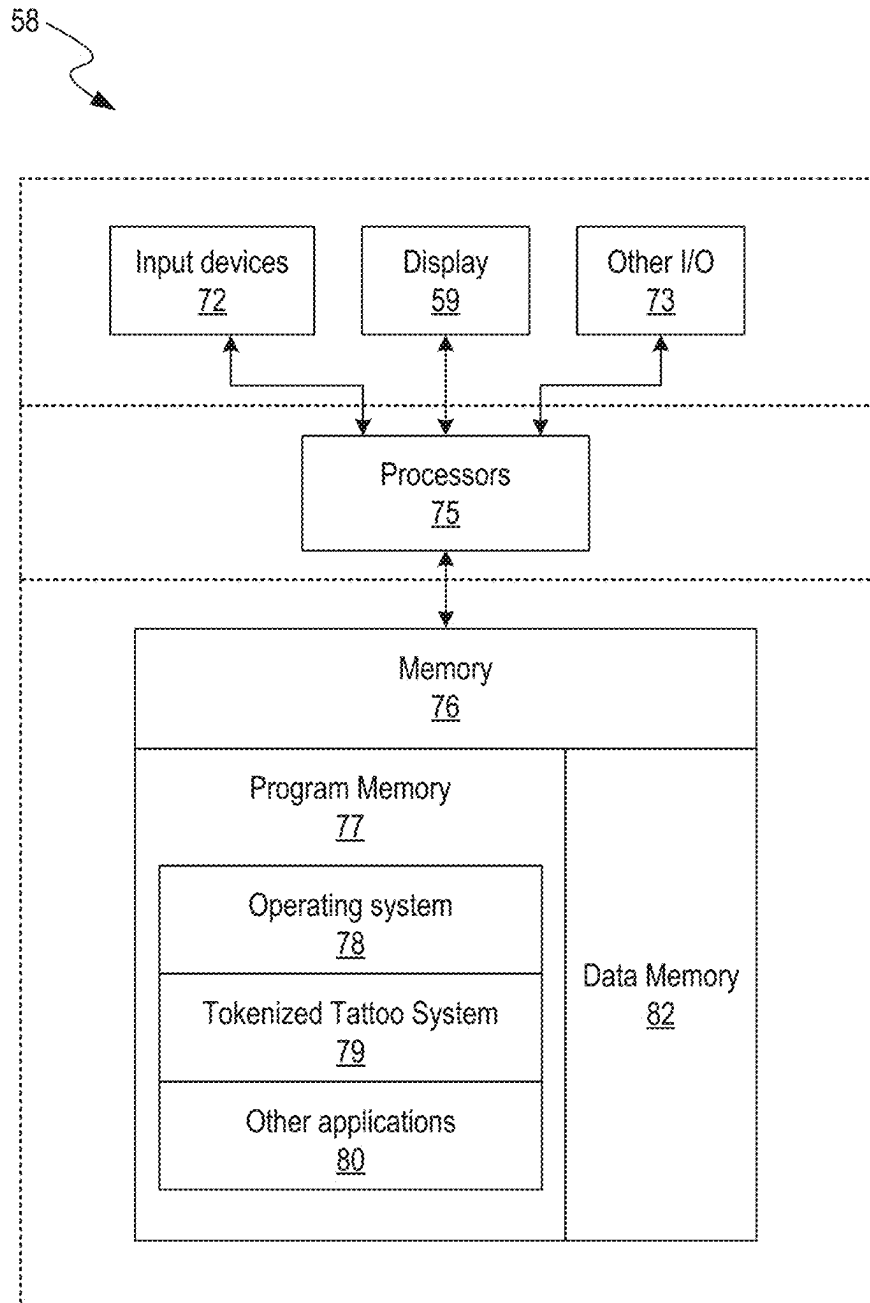 58
Input devices
72
Display
59
Other I/O
73
Processors
75
Memory
76
Program Memory
77
Operating system
78
Tokenized Tattoo System
79
Other applications
80
Data Memory
82